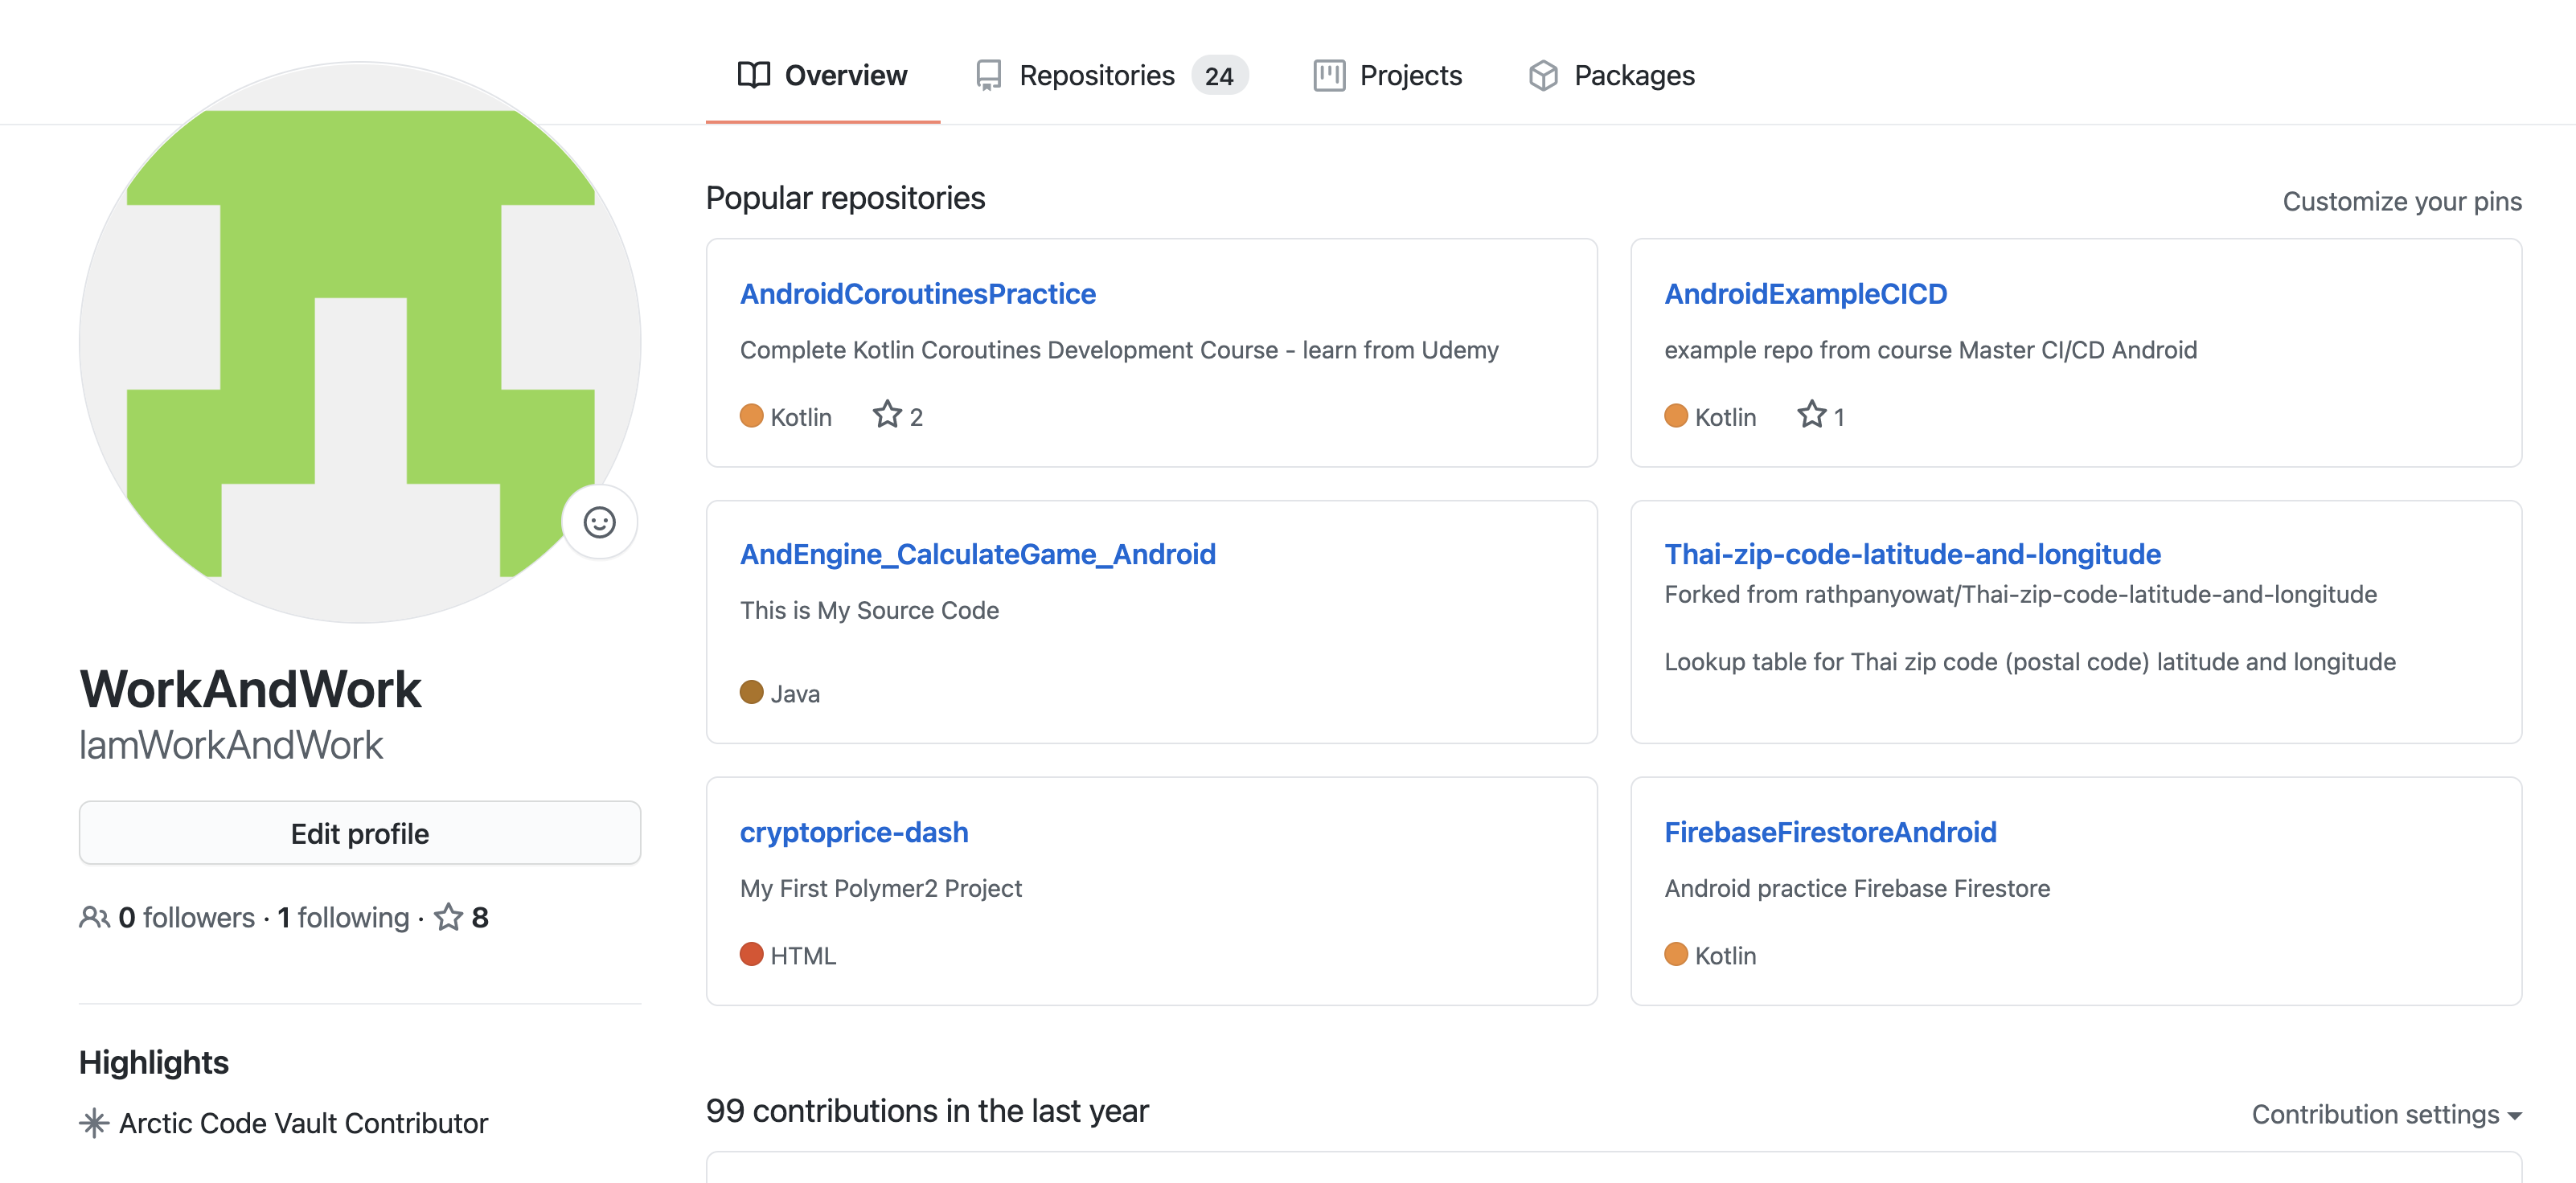 Overview Repositories 24 Projects Packages
WorkAndWork
IamWorkAndWork
Edit profile
0 followers · 1 following · 8
Highlights
Arctic Code Vault Contributor
Popular repositories
Customize your pins
AndroidCoroutinesPractice
Complete Kotlin Coroutines Development Course - learn from Udemy
Kotlin 2
AndroidExampleCICD
example repo from course Master CI/CD Android
Kotlin 1
AndEngine_CalculateGame_Android
This is My Source Code
Java
Thai-zip-code-latitude-and-longitude
Forked from rathpanyowat/Thai-zip-code-latitude-and-longitude
Lookup table for Thai zip code (postal code) latitude and longitude
cryptoprice-dash
My First Polymer2 Project
HTML
FirebaseFirestoreAndroid
Android practice Firebase Firestore
Kotlin
99 contributions in the last year
Contribution settings